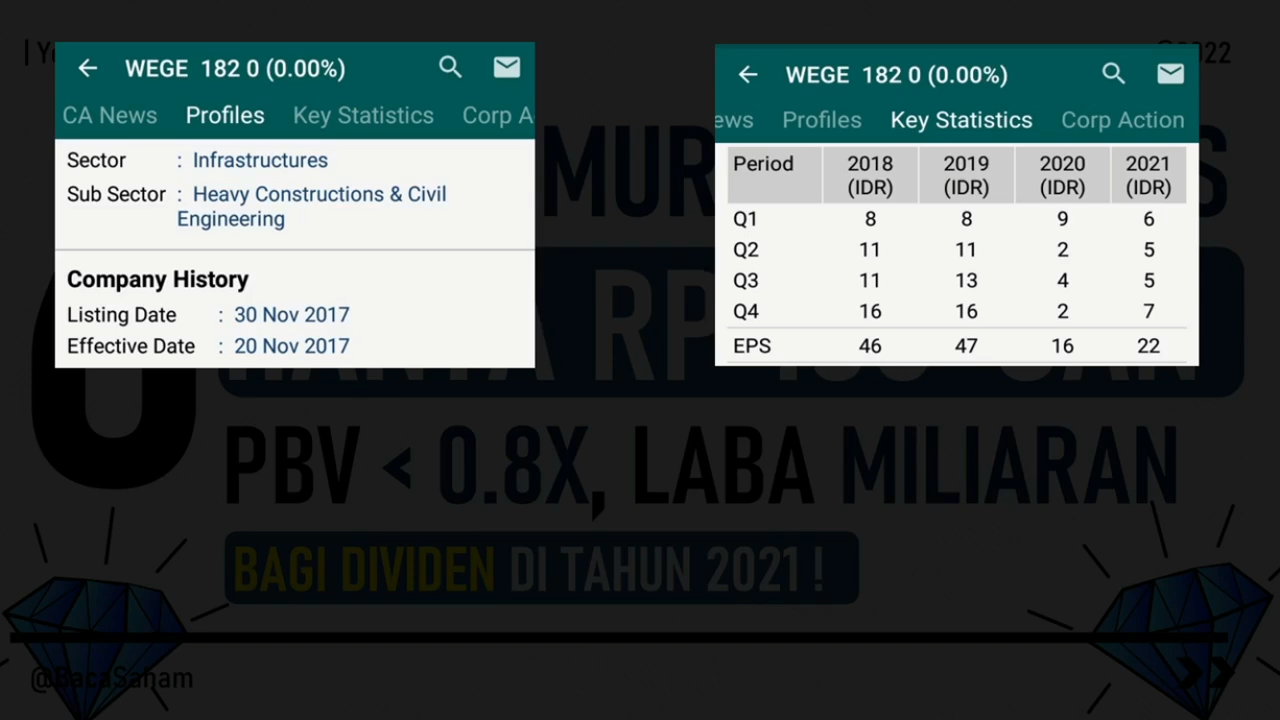 WEGE 182 0 (0.00%)
CA News Profiles Key Statistics Corp A
Sector : Infrastructures
Sub Sector : Heavy Constructions & Civil
Engineering
Company History
Listing Date : 30 Nov 2017
Effective Date : 20 Nov 2017
WEGE 182 0 (0.00%)
ews Profiles Key Statistics Corp Action
Period 2018 (IDR) 2019 (IDR) 2020 (IDR) 2021 (IDR)
Q1 8 8 9 6
Q2 11 11 2 5
Q3 11 13 4 5
Q4 16 16 2 7
EPS 46 47 16 22
RP
PBV < 0.8X, LABA MILIARAN
BAGI DIVIDEN DI TAHUN 2021 !
@BacaSaham